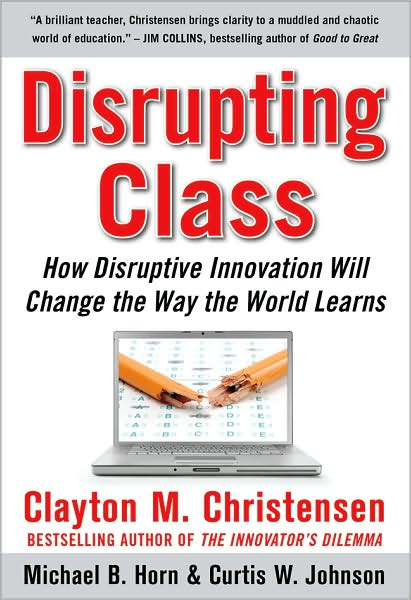 “A brilliant teacher, Christensen brings clarity to a muddled and chaotic
world of education.” – JIM COLLINS, bestselling author of Good to Great
Disrupting
Class
How Disruptive Innovation Will
Change the Way the World Learns
Clayton M. Christensen
BESTSELLING AUTHOR OF THE INNOVATOR’S DILEMMA
Michael B. Horn & Curtis W. Johnson